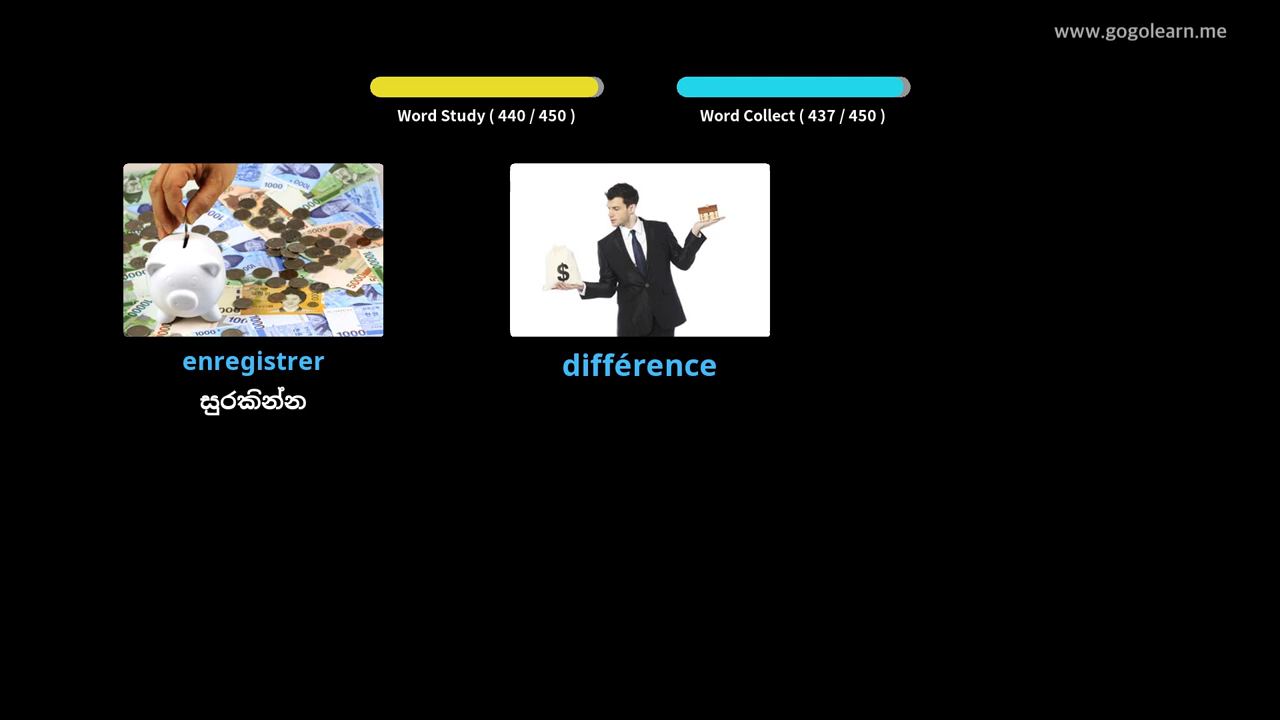 www.gogolearn.me
Word Study ( 440 / 450 )
Word Collect ( 437 / 450 )
$
enregistrer
සුරකින්න
différence